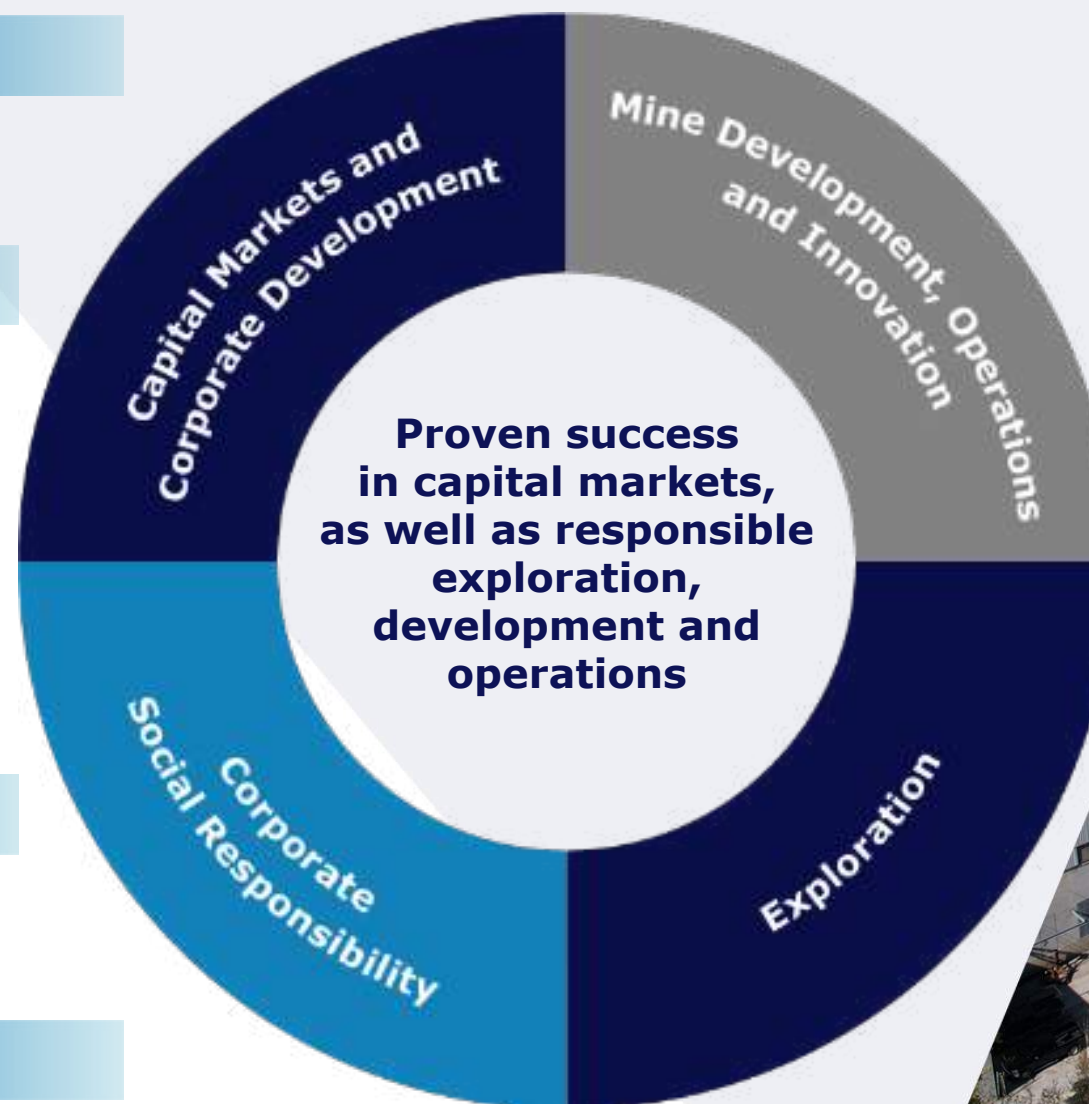 Capital Markets and
Corporate Development
Mine Development, Operations
and Innovation
Proven success
in capital markets,
as well as responsible
exploration,
development and
operations
Corporate
Social Responsibility
Exploration